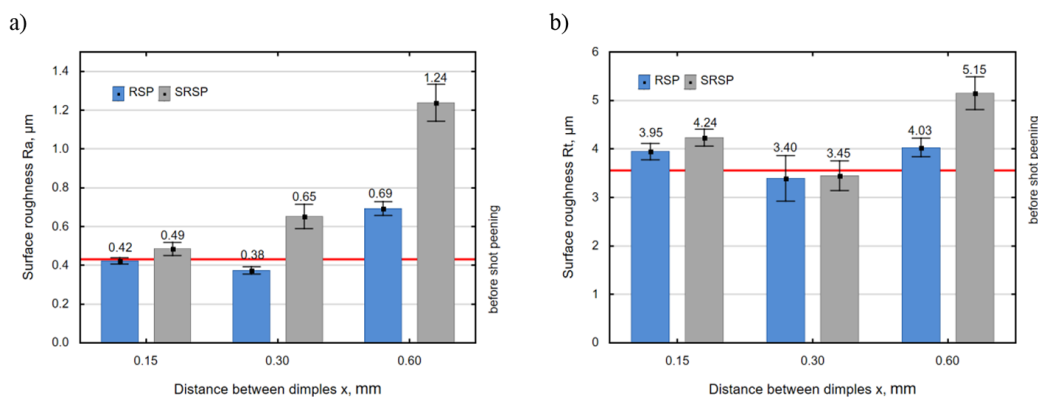 a)
Surface roughness Ra, µm
1.4
1.2
1.0
0.8
0.6
0.4
0.2
0.0
RSP SRSP
0.42
0.49
0.38
0.65
0.69
1.24
0.15 0.30 0.60
Distance between dimples x, mm
before shot peening
b)
Surface roughness Rt, µm
6
5
4
3
2
1
0
RSP SRSP
3.95
4.24
3.40
3.45
4.03
5.15
0.15 0.30 0.60
Distance between dimples x, mm
before shot peening